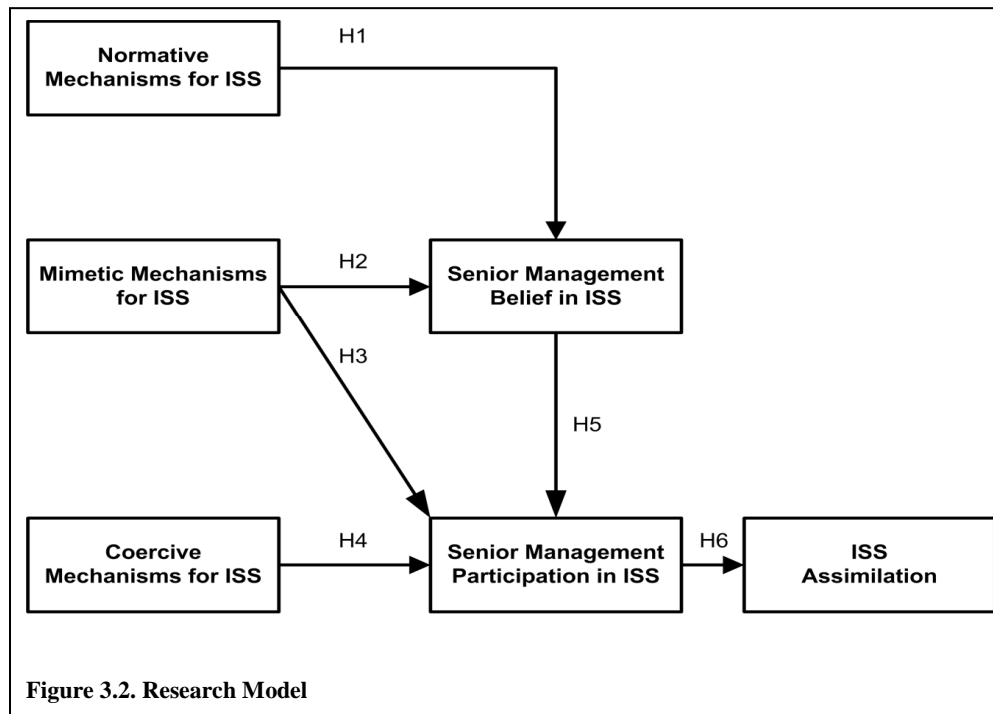 H1
Normative
Mechanisms for ISS
Mimetic Mechanisms
for ISS
H2
Senior Management
Belief in ISS
H3
H5
Coercive
Mechanisms for ISS
H4
Senior Management
Participation in ISS
H6
ISS
Assimilation
Figure 3.2. Research Model